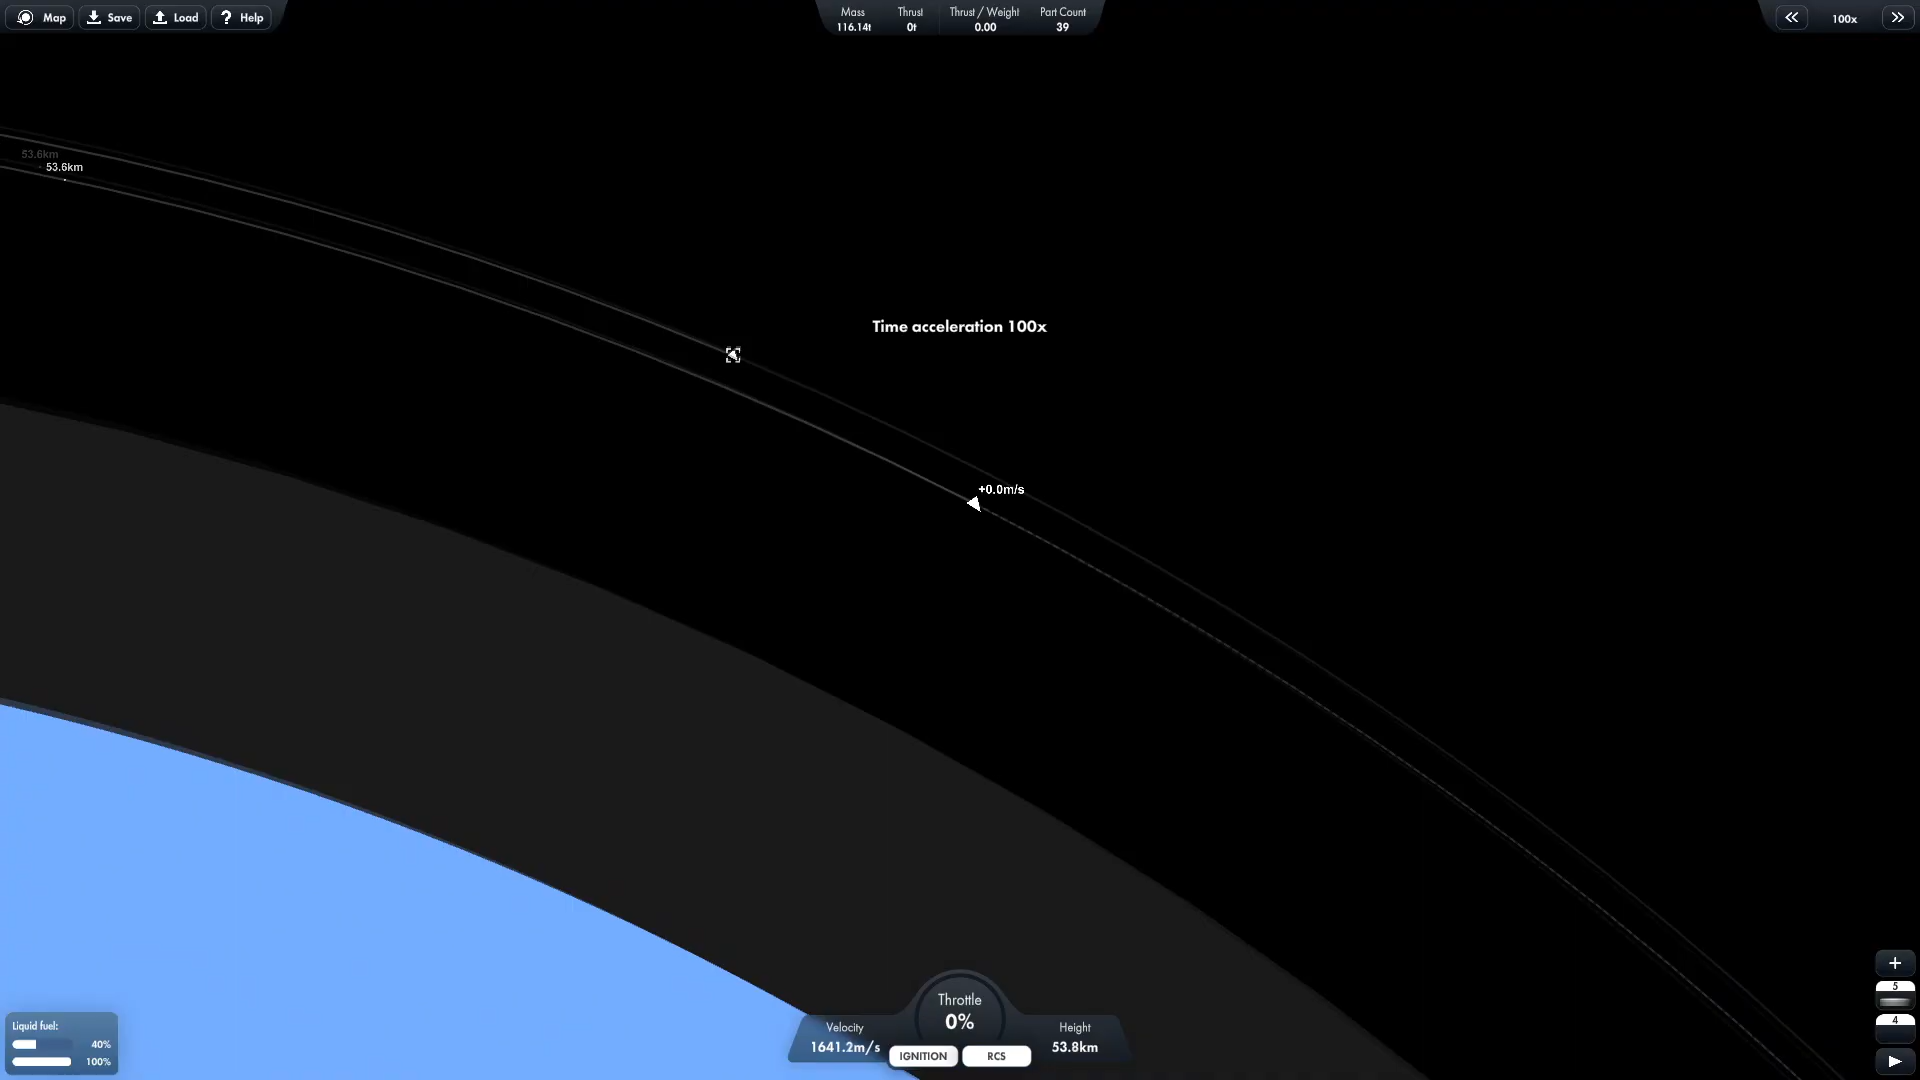 Map
Save
Load
? Help
Mass
116.14t
Thrust
0t
Thrust / Weight
0.00
Part Count
39
100x
53.6km
53.6km
Time acceleration 100x
+0.0m/s
Liquid fuel:
40%
100%
Throttle
0%
Velocity
1641.2m/s
IGNITION
RCS
Height
53.8km
+
5
4